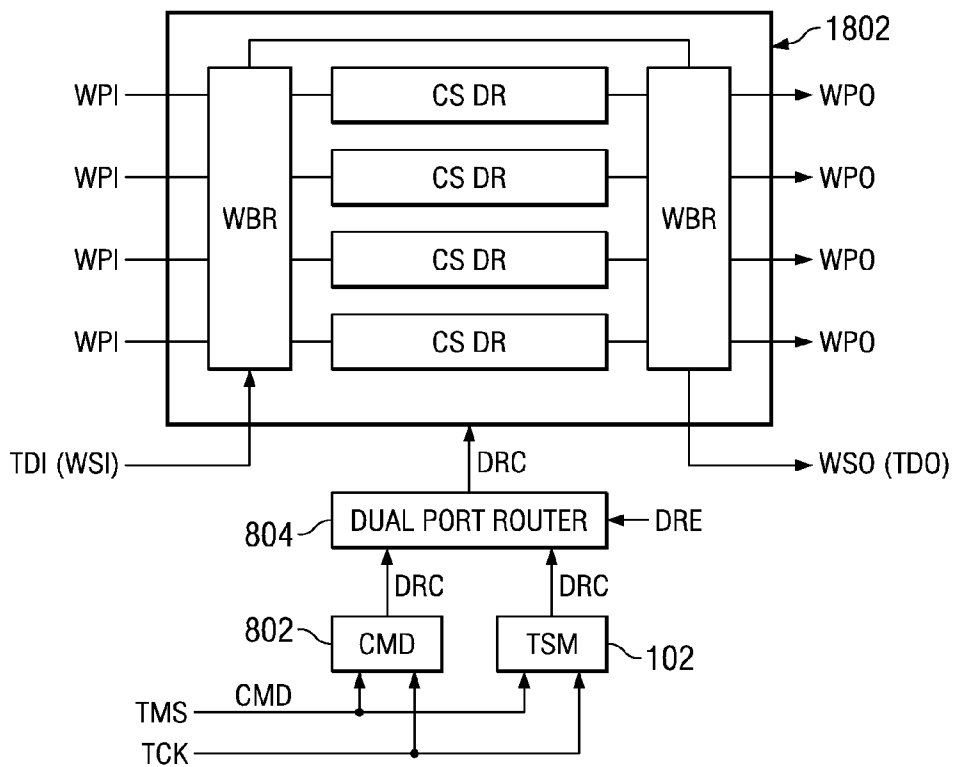 1802
WPI CS DR WPO
WPI CS DR WPO
WBR WBR
WPI CS DR WPO
WPI CS DR WPO
TDI (WSI) DRC WSO (TDO)
804 DUAL PORT ROUTER DRE
DRC DRC
802 CMD TSM 102
CMD
TMS
TCK